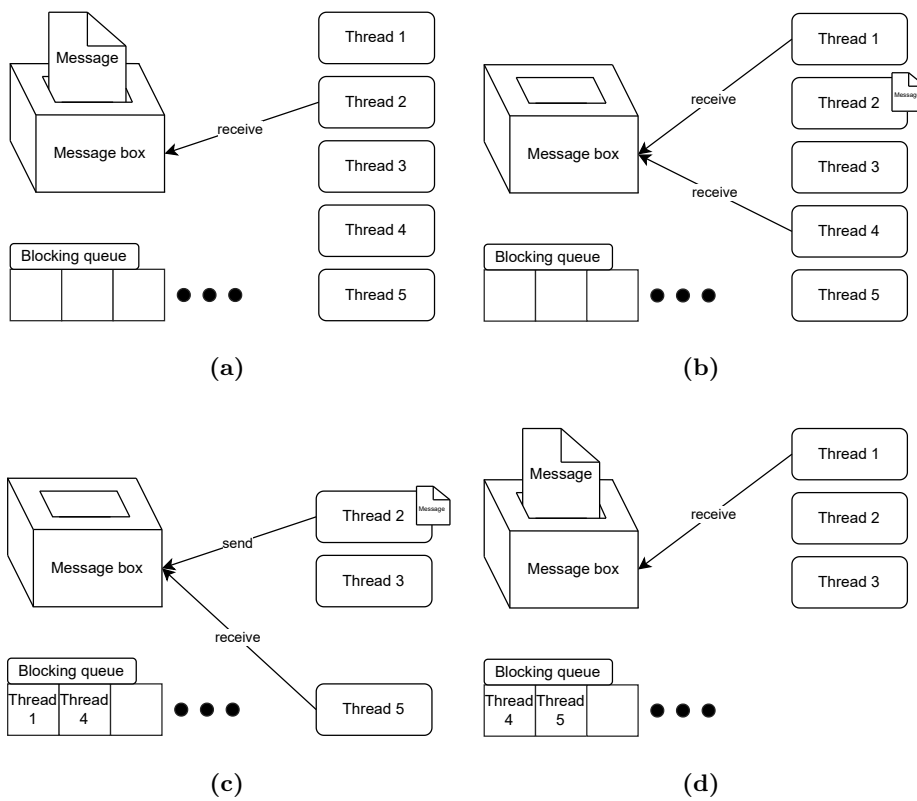 Message
Message box
Blocking queue
receive
Thread 1
Thread 2
Thread 3
Thread 4
Thread 5
(a)
Message box
Blocking queue
receive
receive
Thread 1
Thread 2
Message
Thread 3
Thread 4
Thread 5
(b)
Message box
Blocking queue
Thread
1
Thread
4
send
receive
Thread 2
Message
Thread 3
Thread 5
(c)
Message
Message box
Blocking queue
Thread
4
Thread
5
receive
Thread 1
Thread 2
Thread 3
(d)